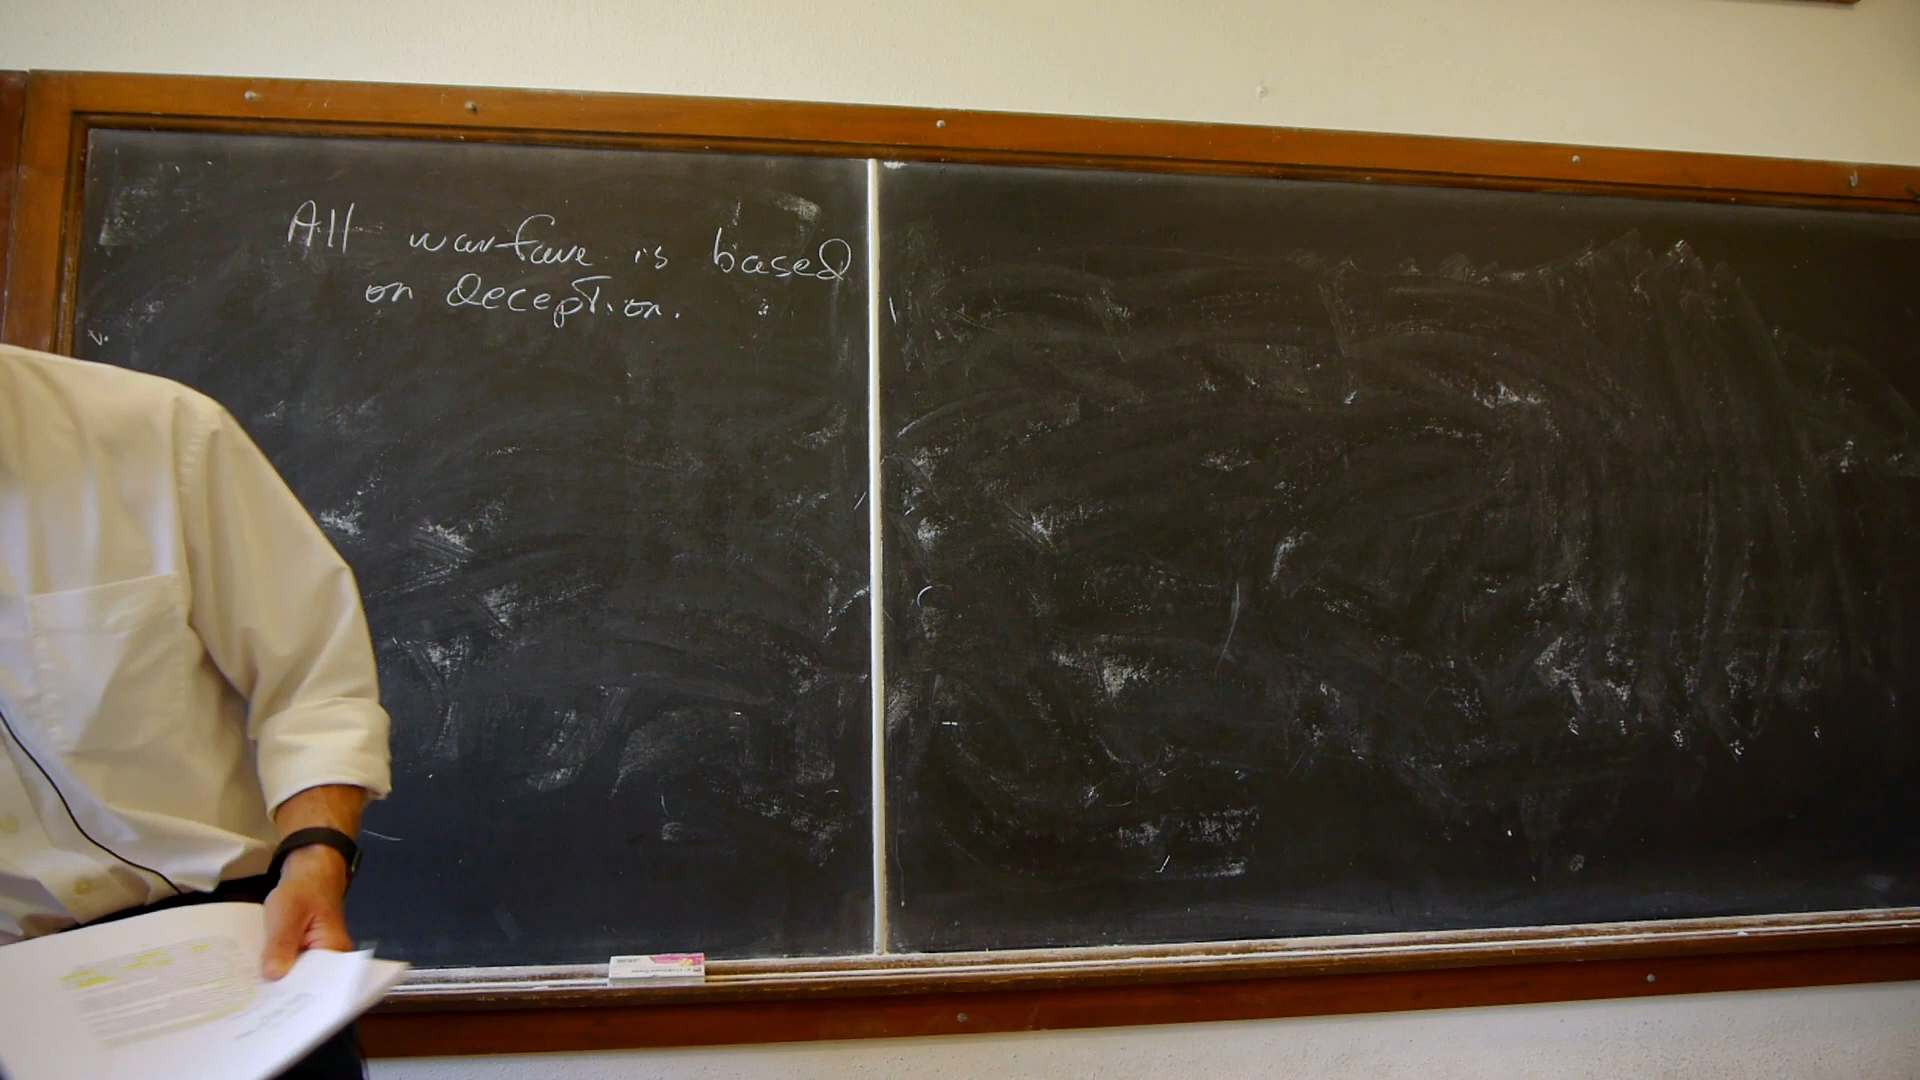 All warfare is based
on deception.